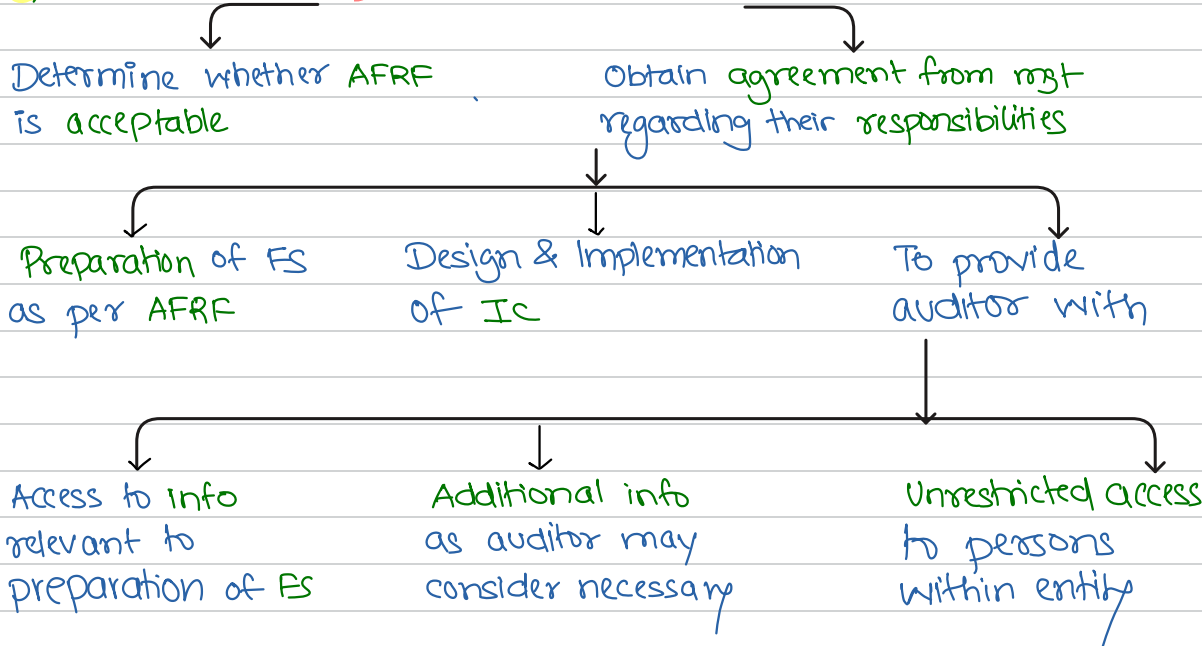 Determine whether AFRF
is acceptable
Obtain agreement from mgt
regarding their responsibilities
Preparation of FS
as per AFRF
Design & Implementation
of IC
To provide
auditor with
Access to info
relevant to
preparation of FS
Additional info
as auditor may
consider necessary
Unrestricted access
to persons
within entity